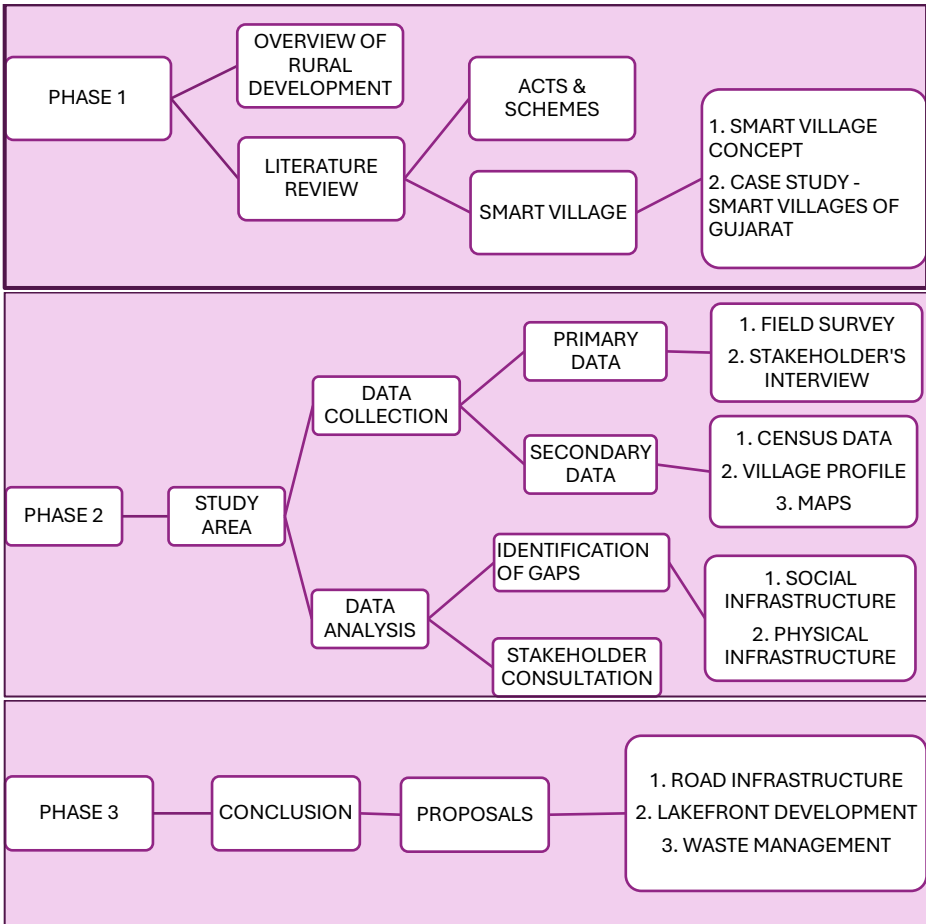 PHASE 1
OVERVIEW OF
RURAL
DEVELOPMENT
LITERATURE
REVIEW
ACTS &
SCHEMES
SMART VILLAGE
1. SMART VILLAGE
CONCEPT
2. CASE STUDY -
SMART VILLAGES OF
GUJARAT
PHASE 2
STUDY
AREA
DATA
COLLECTION
PRIMARY
DATA
1. FIELD SURVEY
2. STAKEHOLDER'S
INTERVIEW
SECONDARY
DATA
1. CENSUS DATA
2. VILLAGE PROFILE
3. MAPS
DATA
ANALYSIS
IDENTIFICATION
OF GAPS
1. SOCIAL
INFRASTRUCTURE
2. PHYSICAL
INFRASTRUCTURE
STAKEHOLDER
CONSULTATION
PHASE 3
CONCLUSION
PROPOSALS
1. ROAD INFRASTRUCTURE
2. LAKEFRONT DEVELOPMENT
3. WASTE MANAGEMENT